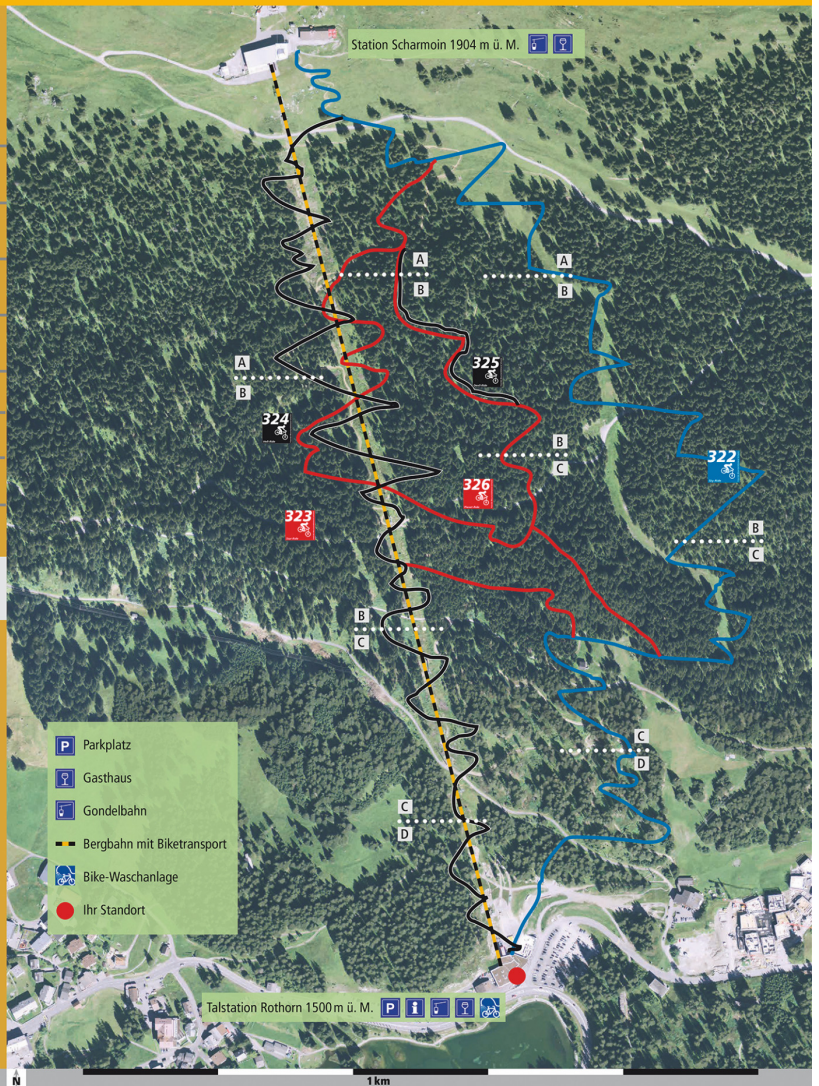 Station Scharmoin 1904 m ü. M.
A
B
A
B
A
B
325
324
322
B
C
326
323
B
C
B
C
C
D
C
D
P Parkplatz
Gasthaus
Gondelbahn
Bergbahn mit Biketransport
Bike-Waschanlage
Ihr Standort
Talstation Rothorn 1500 m ü. M. P i
N
1 km